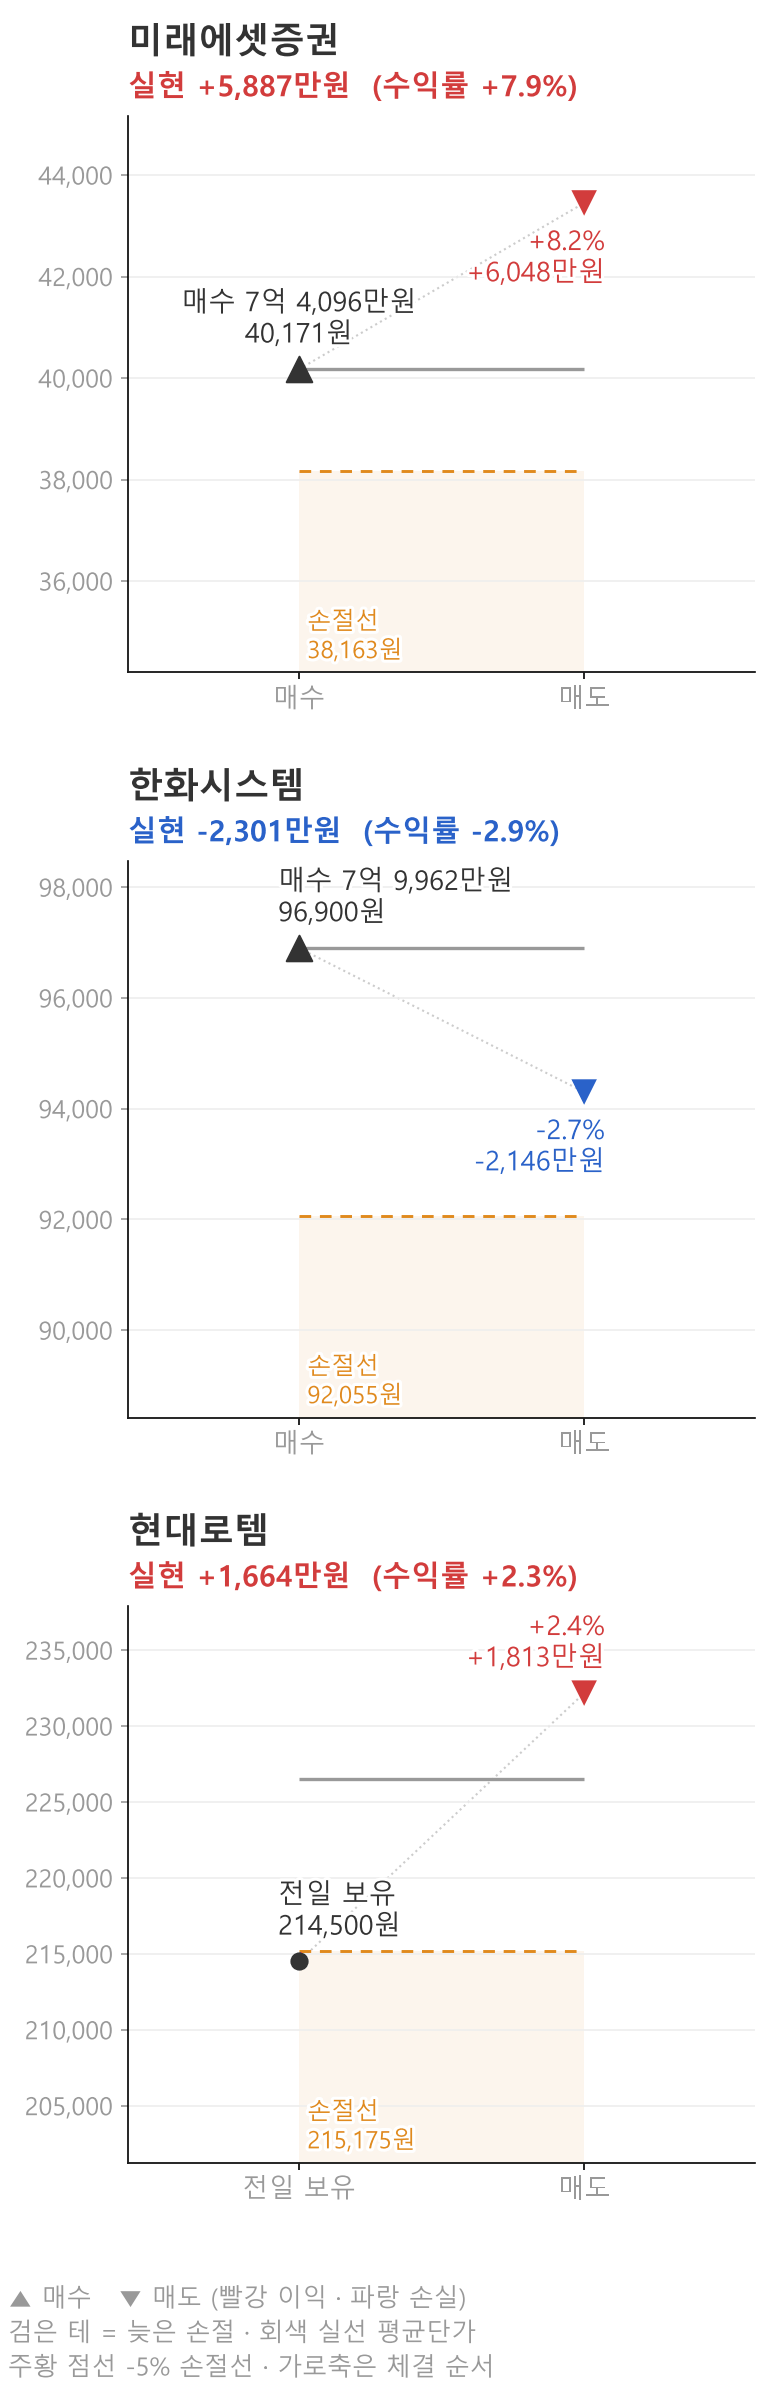 미래에셋증권
실현 +5,887만원 (수익률 +7.9%)
44,000
+8.2%
42,000
+6,048만원
매수 7억 4,096만원
40,171원
40,000
38,000
36,000
손절선
38,163원
매수 매도
한화시스템
실현 -2,301만원 (수익률 -2.9%)
98,000
매수 7억 9,962만원
96,900원
96,000
94,000
-2.7%
-2,146만원
92,000
90,000
손절선
92,055원
매수 매도
현대로템
실현 +1,664만원 (수익률 +2.3%)
+2.4%
235,000
+1,813만원
230,000
225,000
220,000
전일 보유
214,500원
215,000
210,000
205,000
손절선
215,175원
전일 보유 매도
▲ 매수 ▼ 매도 (빨강 이익 · 파랑 손실)
검은 테 = 늦은 손절 · 회색 실선 평균단가
주황 점선 -5% 손절선 · 가로축은 체결 순서